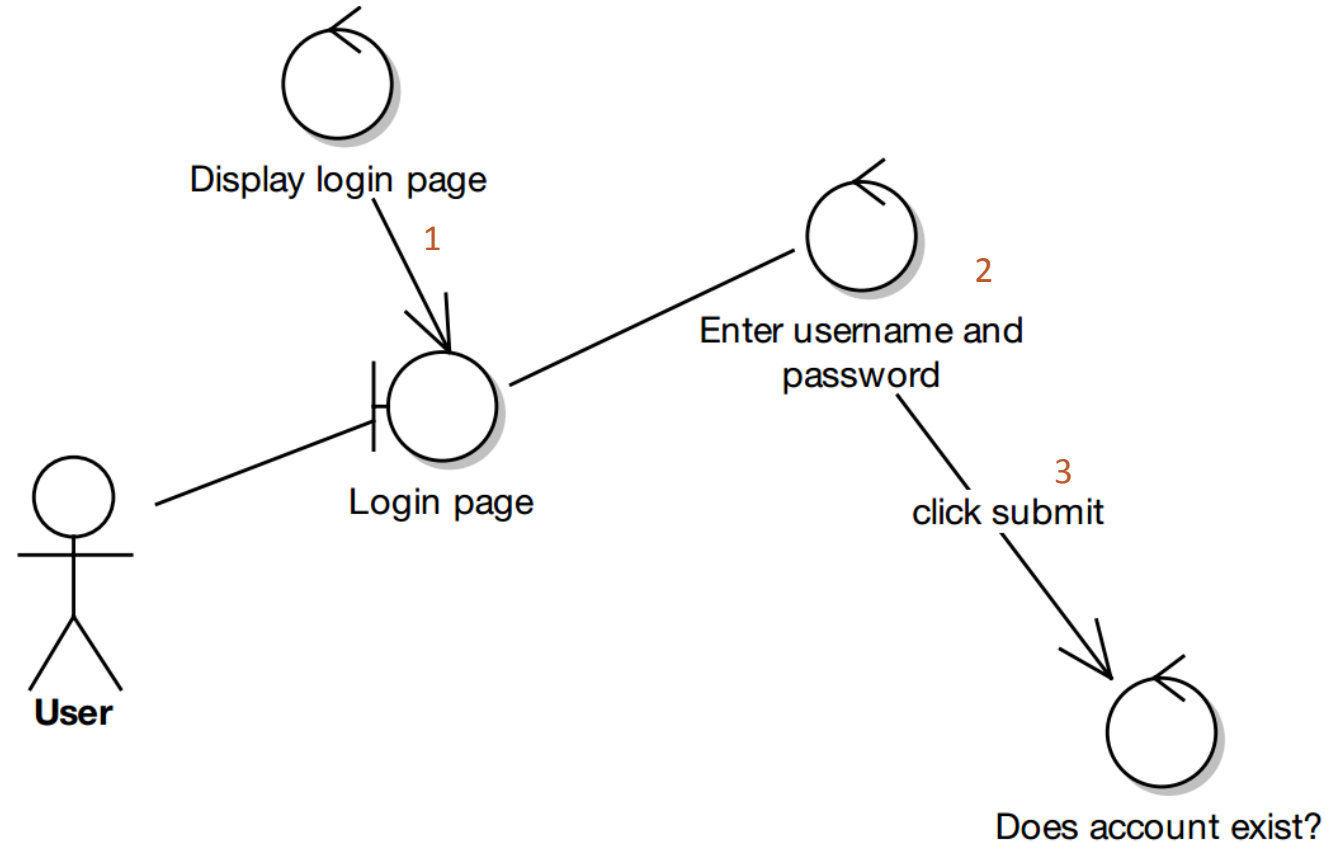 Display login page
1
2
Enter username and
password
Login page
3
click submit
User
Does account exist?